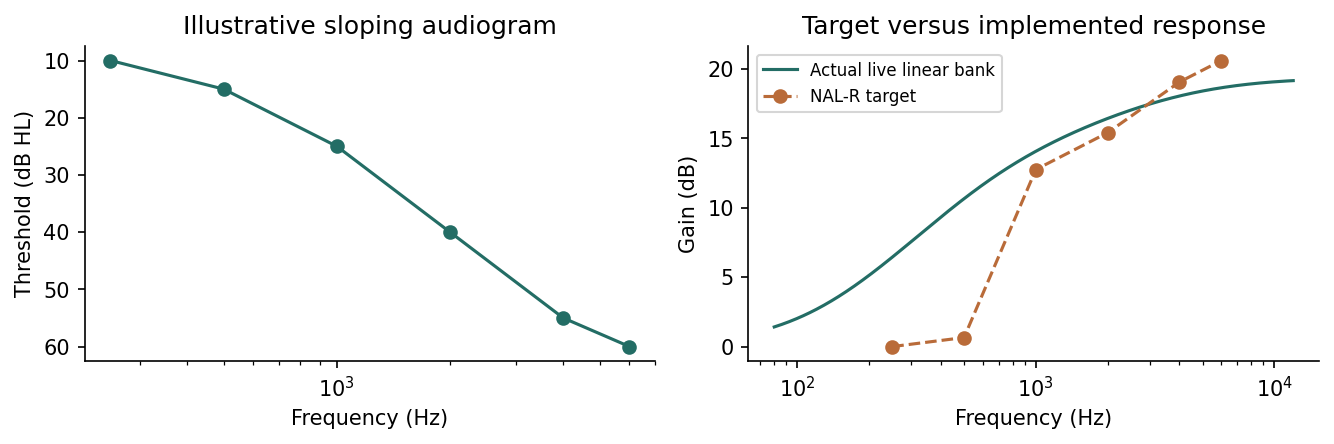 Illustrative sloping audiogram
Threshold (dB HL)
10
20
30
40
50
60
10³
Frequency (Hz)
Target versus implemented response
Gain (dB)
20
15
10
5
0
Actual live linear bank
NAL-R target
10² 10³ 10⁴
Frequency (Hz)